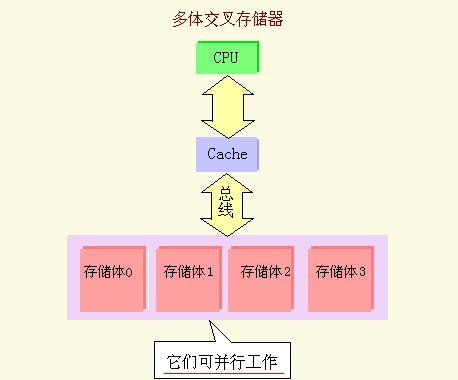 多体交叉存储器
CPU
Cache
总
线
存储体0
存储体1
存储体2
存储体3
它们可并行工作